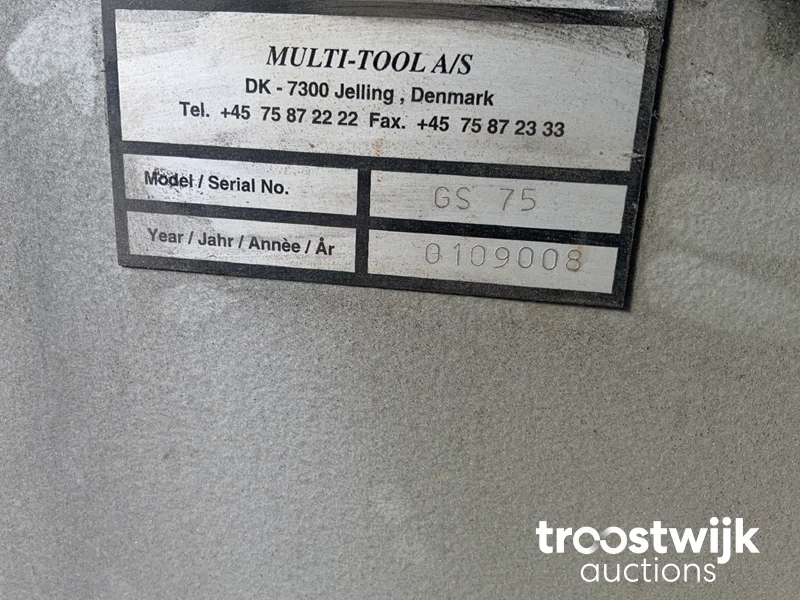 MULTI-TOOL A/S
DK - 7300 Jelling , Denmark
Tel. +45 75 87 22 22 Fax. +45 75 87 23 33
Model / Serial No. GS 75
Year / Jahr / Annèe / År 0109008
troostwijk
auctions